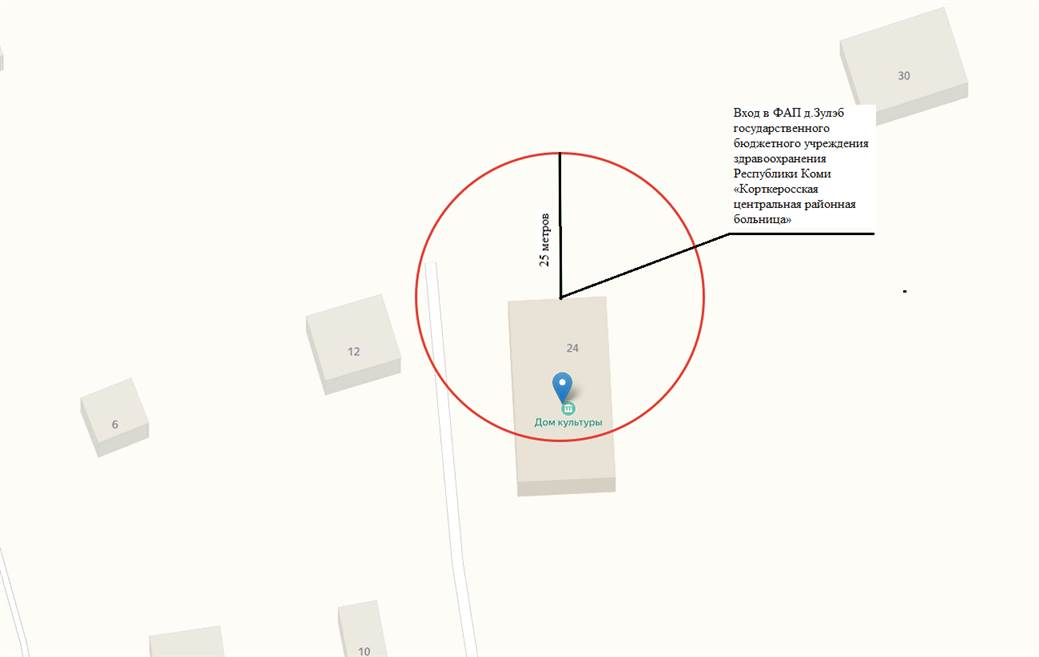 30
Вход в ФАП д.Зулэб
государственного
бюджетного учреждения
здравоохранения
Республики Коми
«Корткеросская
центральная районная
больница»
25 метров
24
12
Дом культуры
6
10